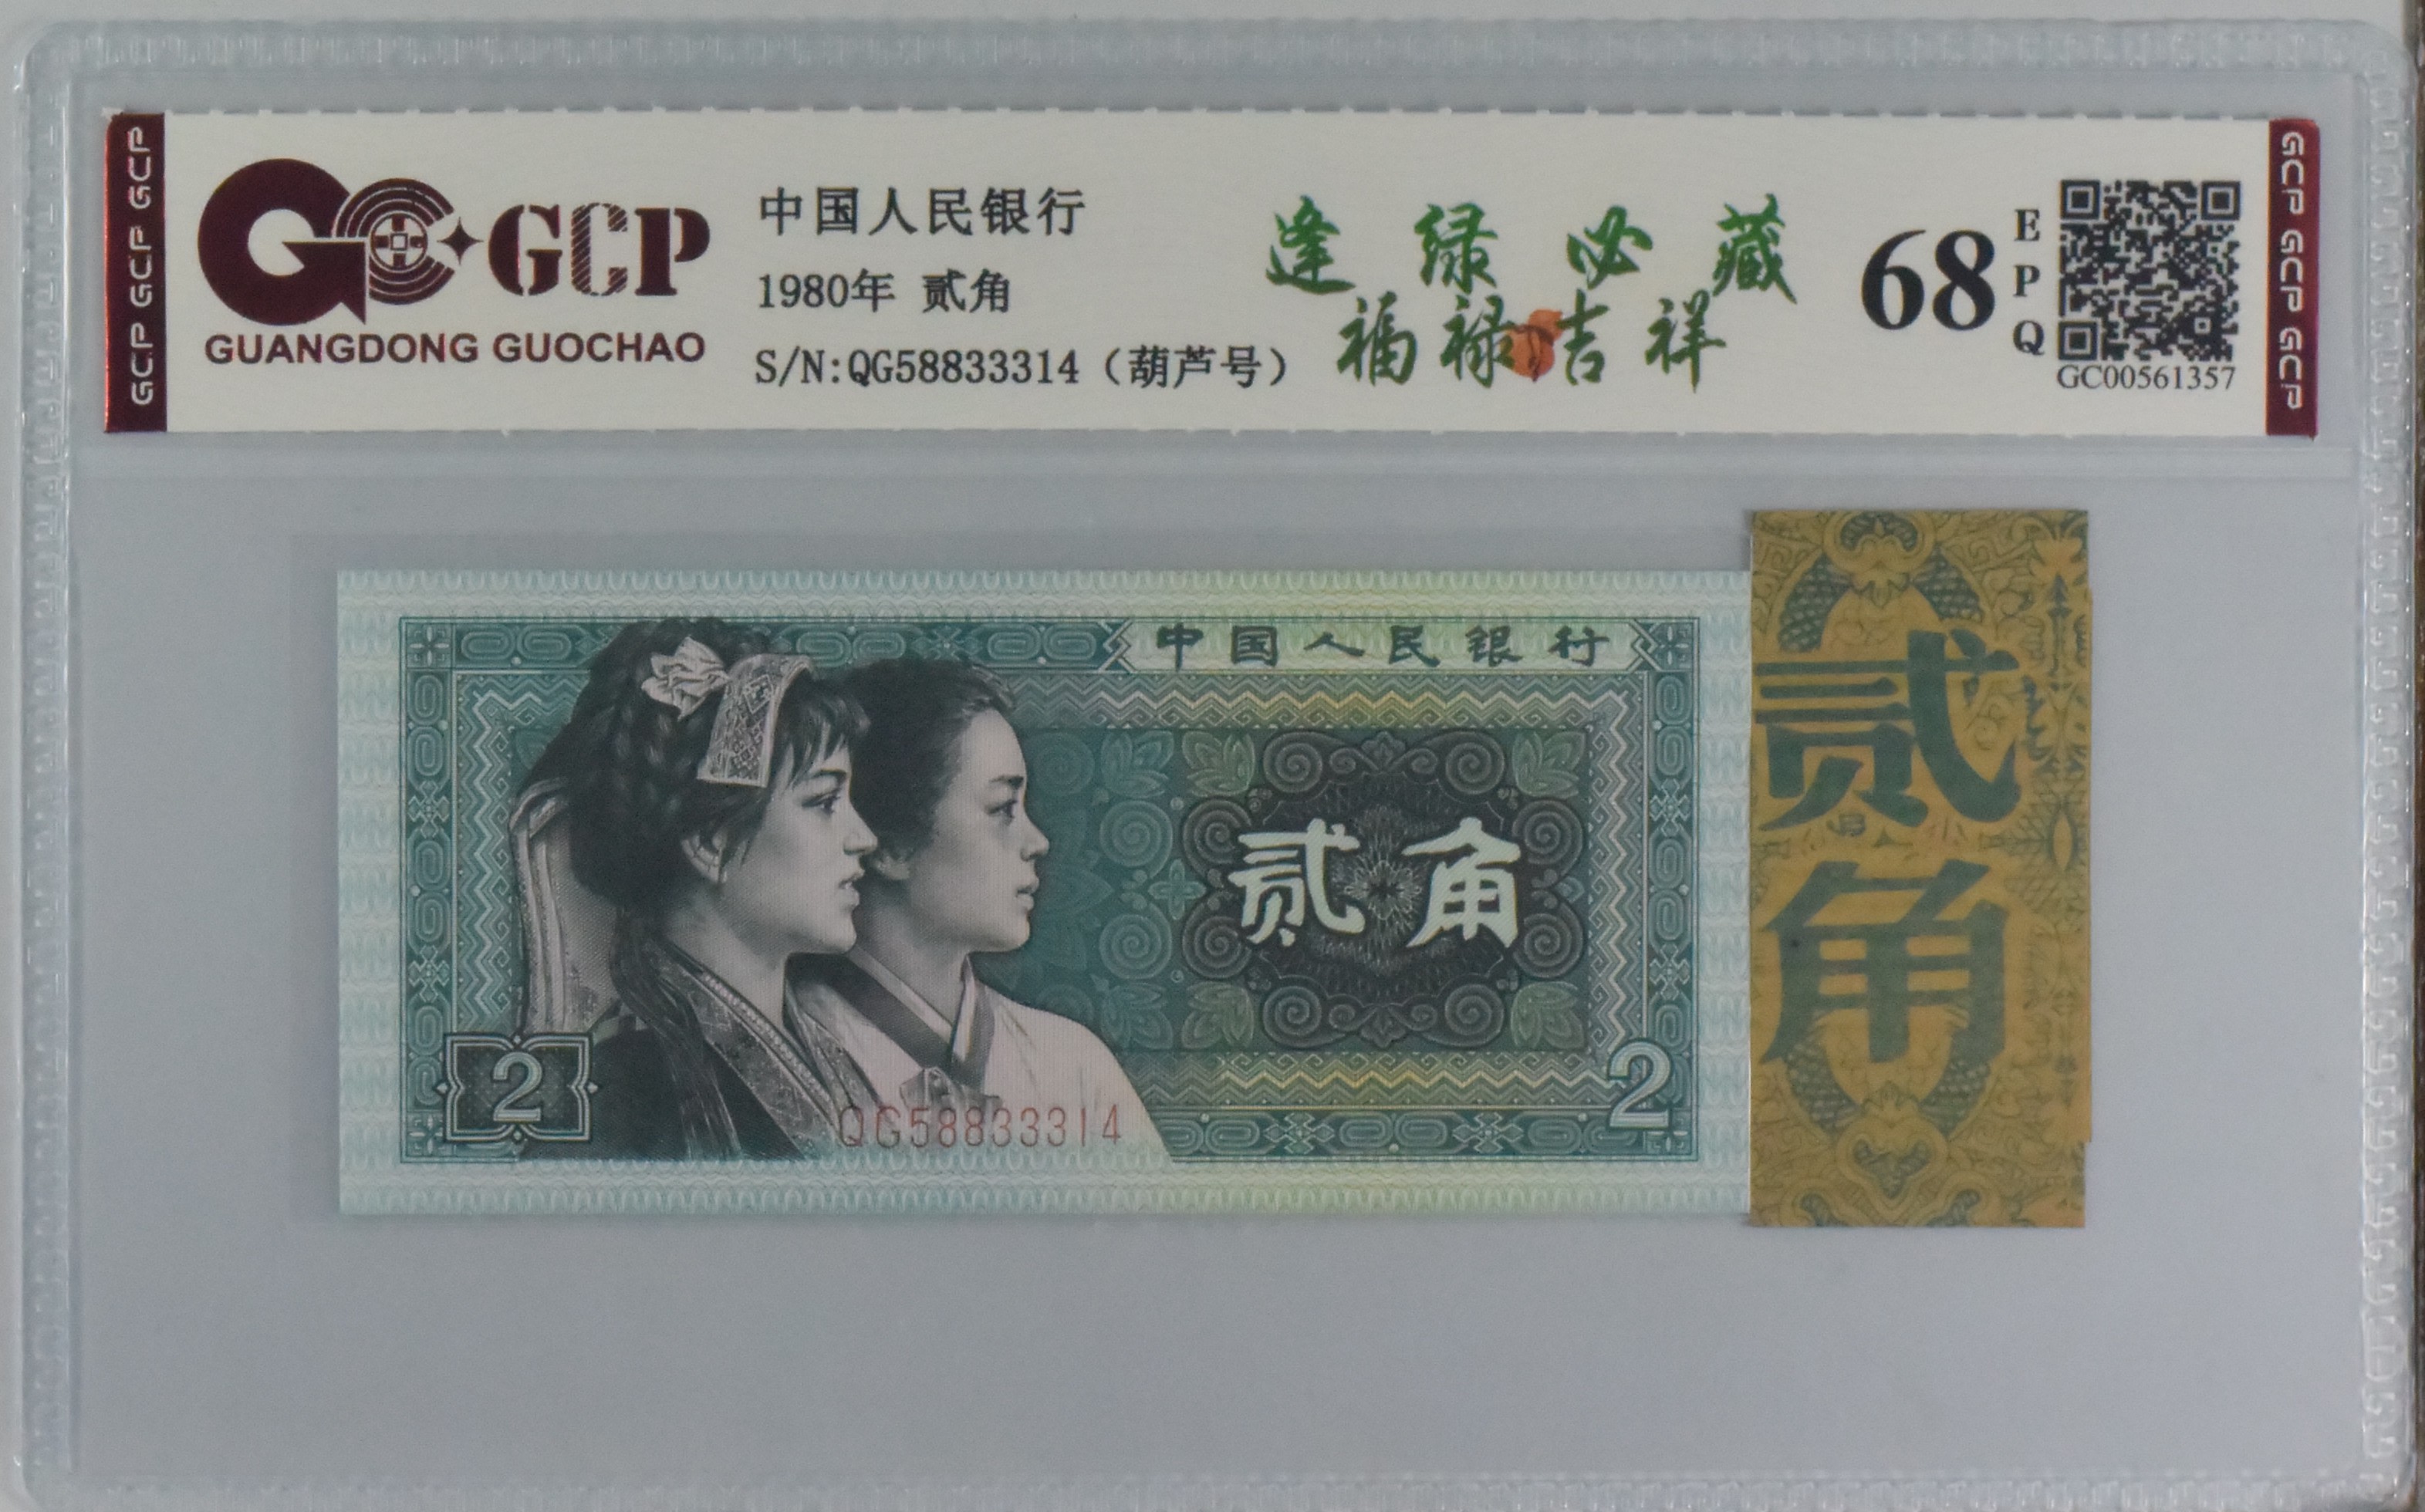 GCP GCP GCP
GCP
GUANGDONG GUOCHAO
中国人民银行
1980年 贰角
S/N:QG58833314（葫芦号）
逢绿必藏
福禄吉祥
68
EPQ
GC00561357
GCP GCP GCP
中国人民银行
贰角
2
QG58833314
2
贰角